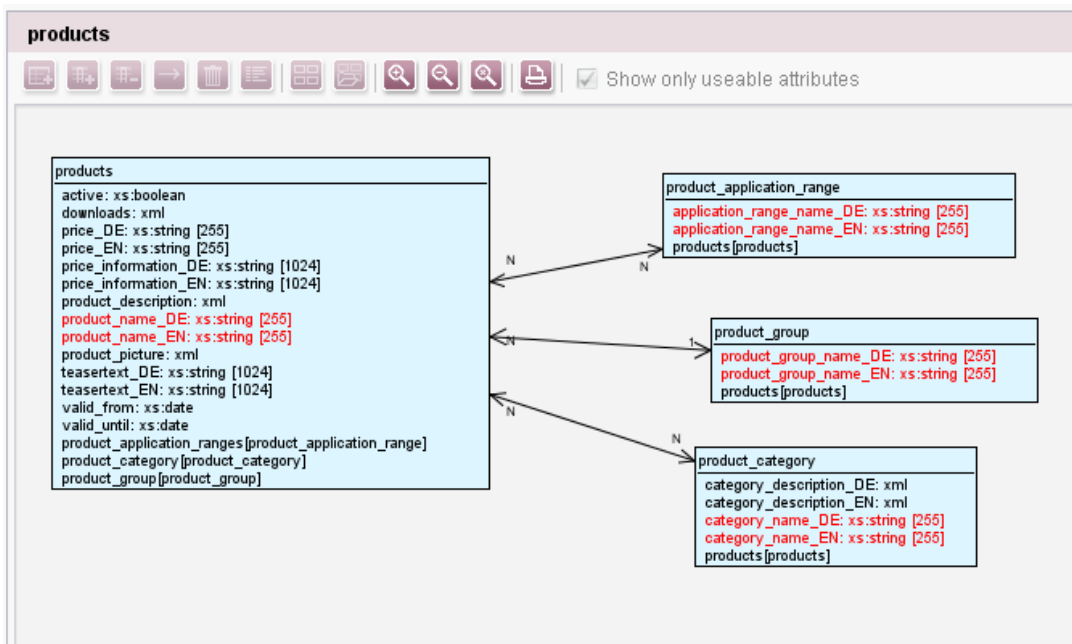 products
Show only useable attributes
products
active: xs:boolean
downloads: xml
price_DE: xs:string [255]
price_EN: xs:string [255]
price_information_DE: xs:string [1024]
price_information_EN: xs:string [1024]
product_description: xml
product_name_DE: xs:string [255]
product_name_EN: xs:string [255]
product_picture: xml
teasertext_DE: xs:string [1024]
teasertext_EN: xs:string [1024]
valid_from: xs:date
valid_until: xs:date
product_application_ranges[product_application_range]
product_category[product_category]
product_group[product_group]
N
N
product_application_range
application_range_name_DE: xs:string [255]
application_range_name_EN: xs:string [255]
products[products]
N
1
product_group
product_group_name_DE: xs:string [255]
product_group_name_EN: xs:string [255]
products[products]
N
N
product_category
category_description_DE: xml
category_description_EN: xml
category_name_DE: xs:string [255]
category_name_EN: xs:string [255]
products[products]